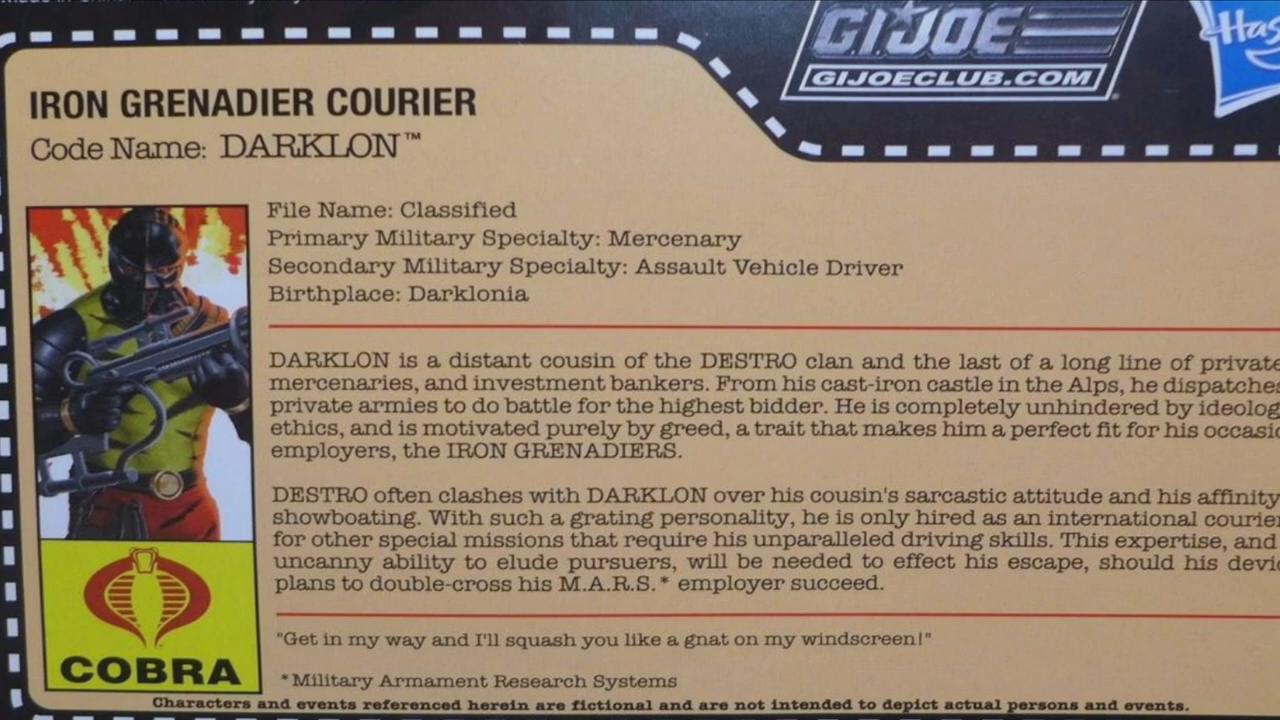 GIJOE
GIJOECLUB.COM
Has
IRON GRENADIER COURIER
Code Name: DARKLON™
File Name: Classified
Primary Military Specialty: Mercenary
Secondary Military Specialty: Assault Vehicle Driver
Birthplace: Darklonia
DARKLON is a distant cousin of the DESTRO clan and the last of a long line of private
mercenaries, and investment bankers. From his cast-iron castle in the Alps, he dispatches
private armies to do battle for the highest bidder. He is completely unhindered by ideolog
ethics, and is motivated purely by greed, a trait that makes him a perfect fit for his occasio
employers, the IRON GRENADIERS.
DESTRO often clashes with DARKLON over his cousin's sarcastic attitude and his affinity
showboating. With such a grating personality, he is only hired as an international courier
for other special missions that require his unparalleled driving skills. This expertise, and
uncanny ability to elude pursuers, will be needed to effect his escape, should his devio
plans to double-cross his M.A.R.S.* employer succeed.
"Get in my way and I'll squash you like a gnat on my windscreen!"
COBRA
*Military Armament Research Systems
Characters and events referenced herein are fictional and are not intended to depict actual persons and events.